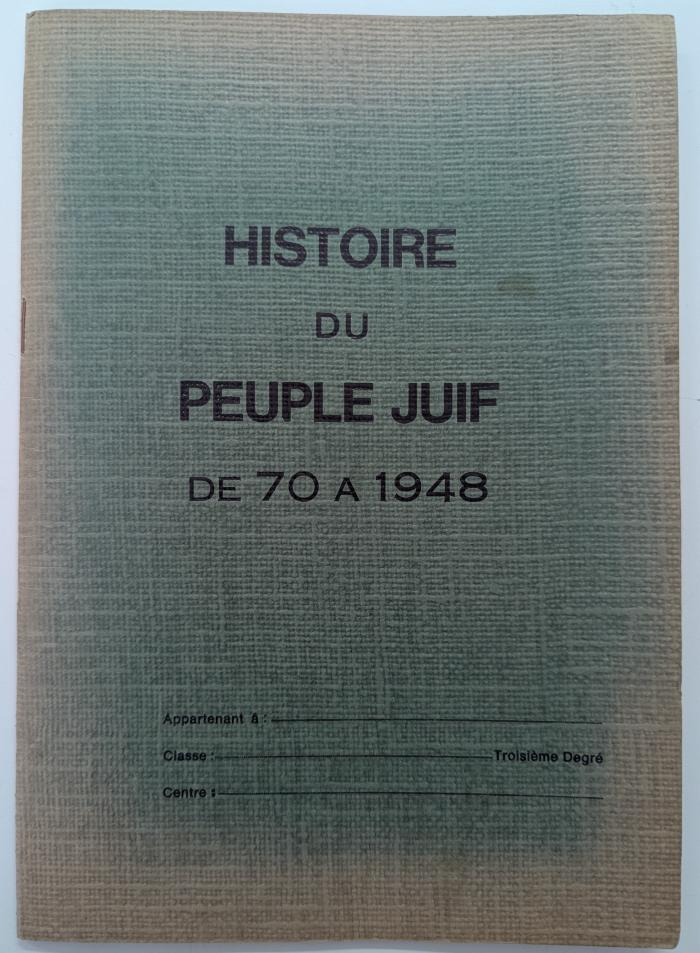 HISTOIRE
DU
PEUPLE JUIF
DE 70 A 1948
Appartenant à :
Classe : Troisième Degré
Centre :